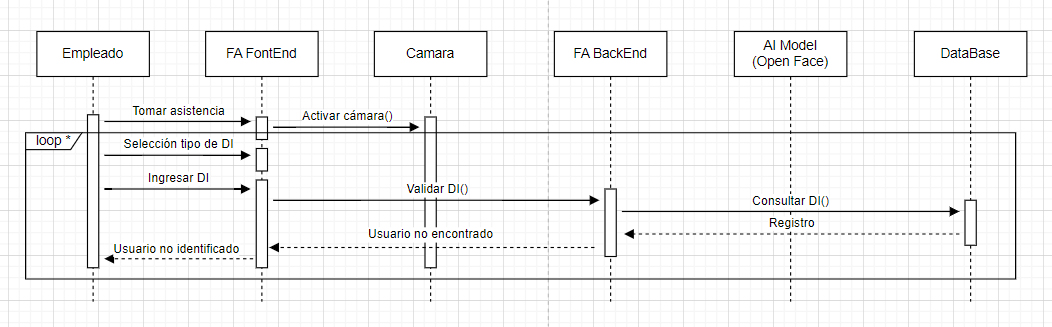 Empleado
FA FontEnd
Camara
FA BackEnd
AI Model
(Open Face)
DataBase
Tomar asistencia
Activar cámara()
loop *
Selección tipo de DI
Ingresar DI
Validar DI()
Consultar DI()
Registro
Usuario no encontrado
Usuario no identificado